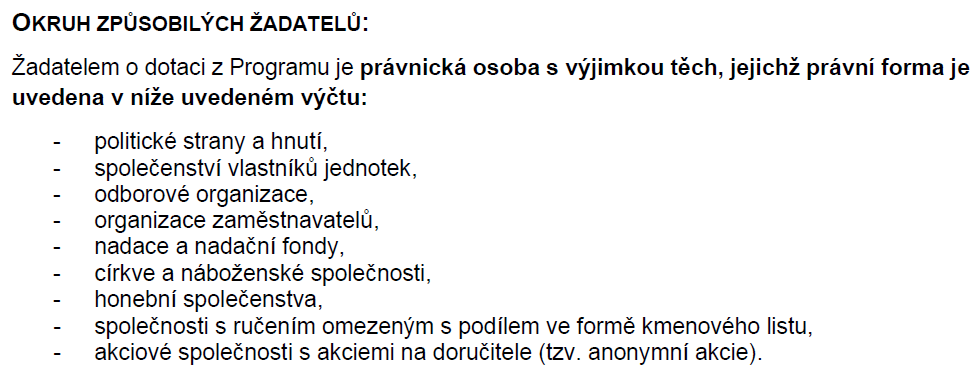 OKRUH ZPŮSOBILÝCH ŽADATELŮ:
Žadatelem o dotaci z Programu je právnická osoba s výjimkou těch, jejichž právní forma je
uvedena v níže uvedeném výčtu:
- politické strany a hnutí,
- společenství vlastníků jednotek,
- odborové organizace,
- organizace zaměstnavatelů,
- nadace a nadační fondy,
- církve a náboženské společnosti,
- honební společenstva,
- společnosti s ručením omezeným s podílem ve formě kmenového listu,
- akciové společnosti s akciemi na doručitele (tzv. anonymní akcie).